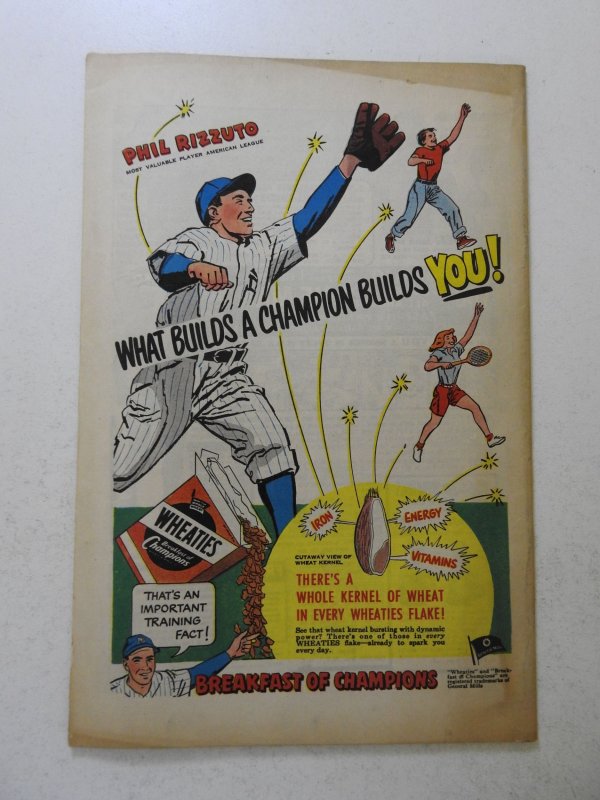 PHIL RIZZUTO
MOST VALUABLE PLAYER AMERICAN LEAGUE
WHAT BUILDS A CHAMPION BUILDS YOU!
WHEATIES
Breakfast of
Champions
IRON
ENERGY
VITAMINS
CUTAWAY VIEW OF
WHEAT KERNEL
THERE'S A
WHOLE KERNEL OF WHEAT
IN EVERY WHEATIES FLAKE!
See that wheat kernel bursting with dynamic
power? There's one of those in every
WHEATIES flake—already to spark you
every day.
THAT'S AN
IMPORTANT
TRAINING
FACT!
BREAKFAST OF CHAMPIONS
"Wheaties" and "Break-
fast of Champions" are
registered trademarks of
General Mills